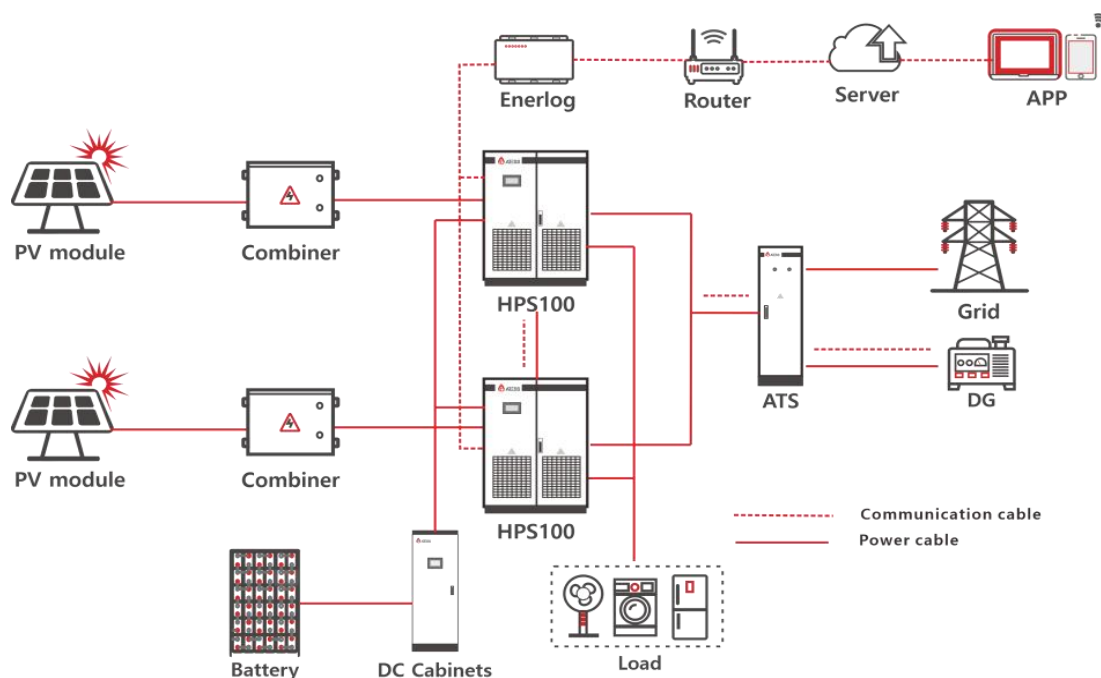 Enerlog
Router
Server
APP
PV module
Combiner
HPS100
Grid
ATS
DG
PV module
Combiner
HPS100
Communication cable
Power cable
Battery
DC Cabinets
Load